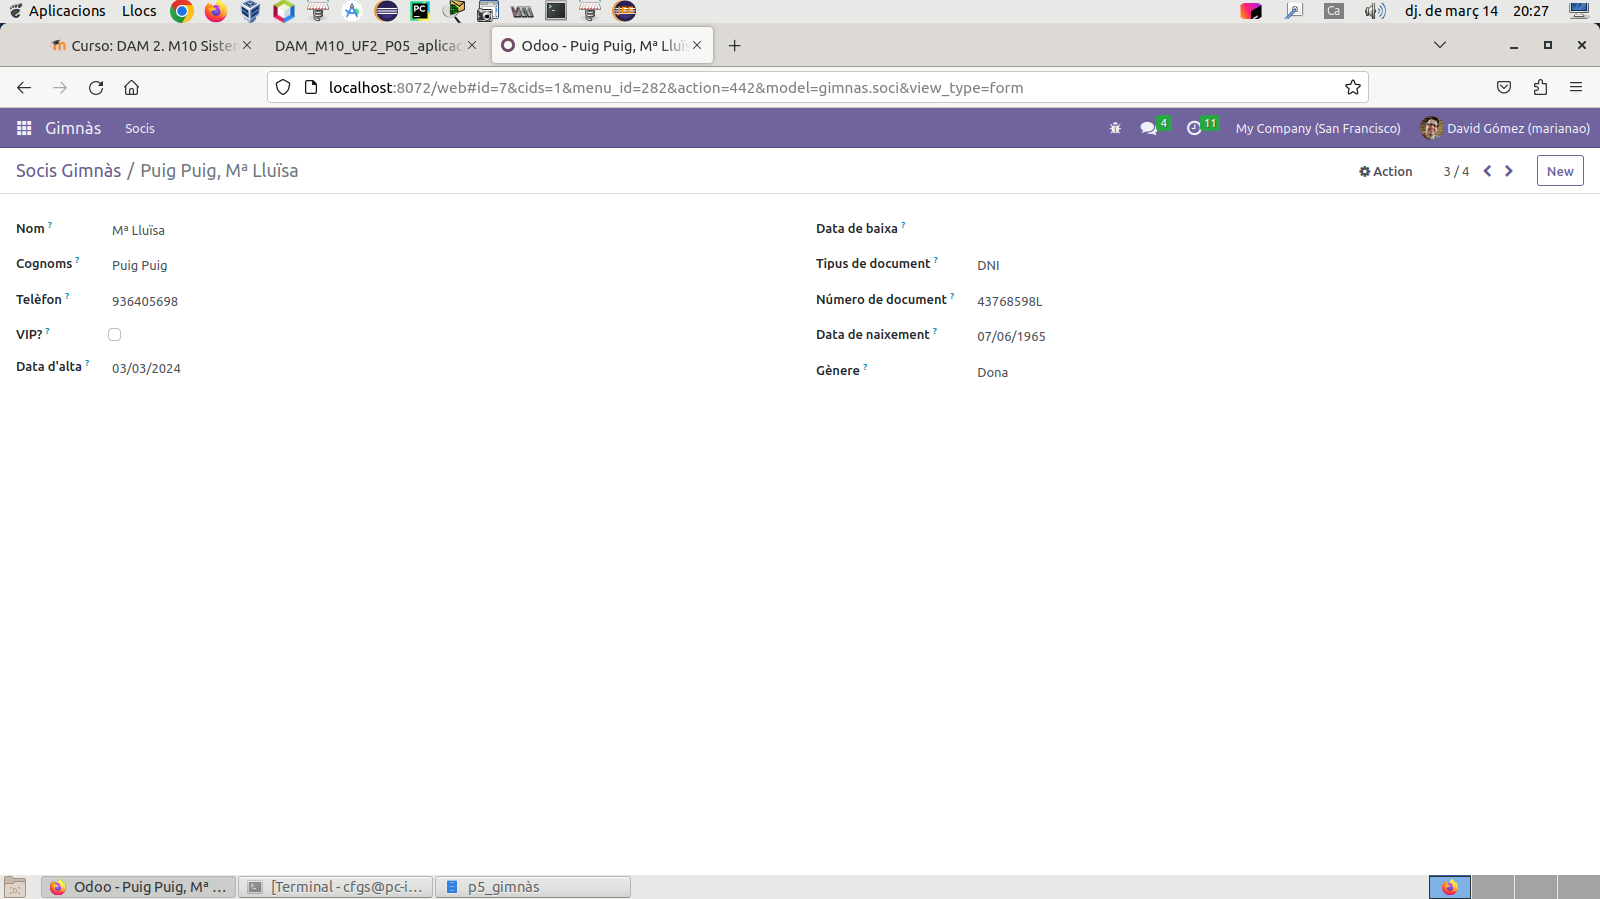 Aplicacions Llocs Ca dj. de març 14 20:27
Curso: DAM 2. M10 Sister DAM_M10_UF2_P05_aplicac Odoo - Puig Puig, Mª Lluïs
localhost:8072/web#id=7&cids=1&menu_id=282&action=442&model=gimnas.soci&view_type=form
Gimnàs Socis 4 11 My Company (San Francisco) David Gómez (marianao)
Socis Gimnàs / Puig Puig, Mª Lluïsa Action 3 / 4 New
Nom ? Mª Lluïsa
Cognoms ? Puig Puig
Telèfon ? 936405698
VIP? ?
Data d'alta ? 03/03/2024
Data de baixa ?
Tipus de document ? DNI
Número de document ? 43768598L
Data de naixement ? 07/06/1965
Gènere ? Dona
Odoo - Puig Puig, Mª ... [Terminal - cfgs@pc-i... p5_gimnàs